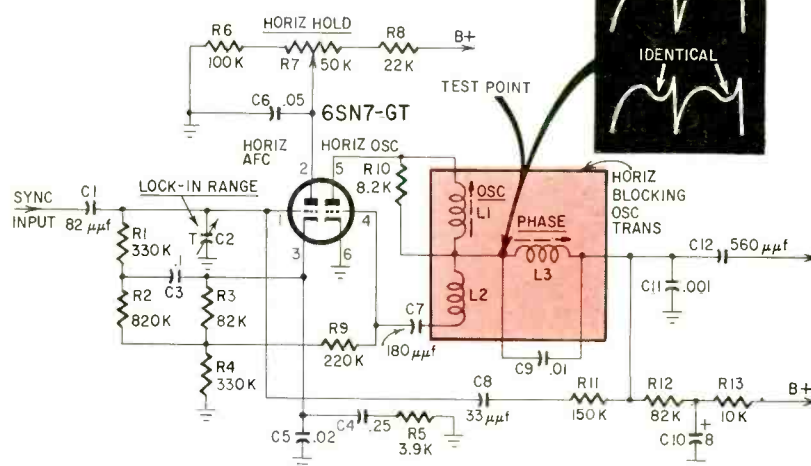 HORIZ HOLD
R6
100K
R7
50K
R8
22K
B+
C6 .05
6SN7-GT
TEST POINT
IDENTICAL
HORIZ
AFC
HORIZ OSC
2
5
R10
8.2K
HORIZ
BLOCKING
OSC
TRANS
LOCK-IN RANGE
SYNC
INPUT
C1
82 μμf
T
C2
1
4
3
6
OSC
L1
PHASE
L3
L2
C12
560 μμf
C11
.001
R1
330K
.1
C3
R2
820K
R3
82K
R9
220K
C7
180 μμf
C9
.01
R4
330K
C8
33 μμf
R11
150K
R12
82K
R13
10K
B+
C5
.02
C4
.25
R5
3.9K
C10
+
8